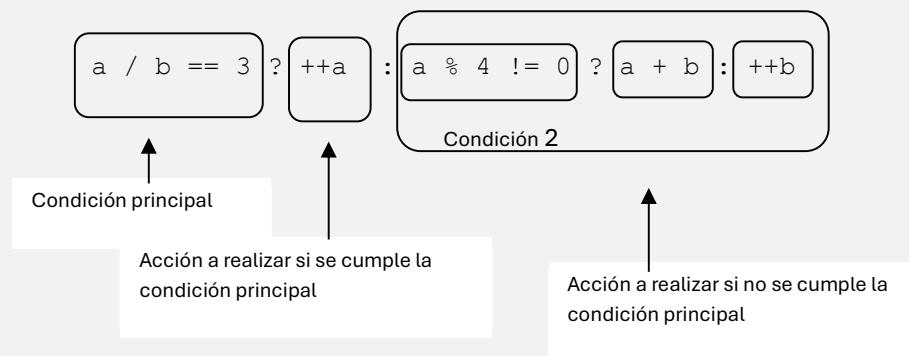 a / b == 3 ? ++a : a % 4 != 0 ? a + b : ++b
Condición 2
Condición principal
Acción a realizar si se cumple la
condición principal
Acción a realizar si no se cumple la
condición principal